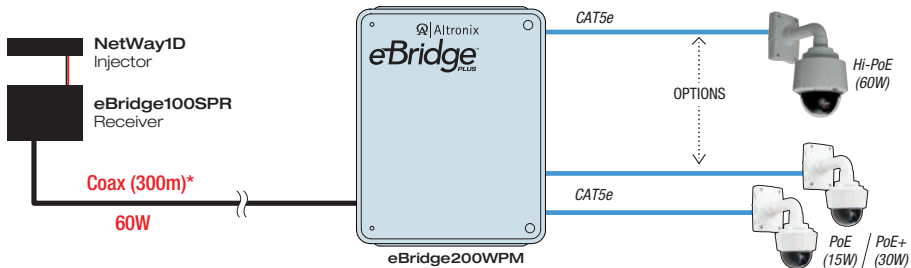 NetWay1D
Injector
eBridge100SPR
Receiver
Coax (300m)*
60W
Altronix
eBridge™
PLUS
eBridge200WPM
CAT5e
OPTIONS
CAT5e
Hi-PoE
(60W)
PoE / PoE+
(15W) (30W)